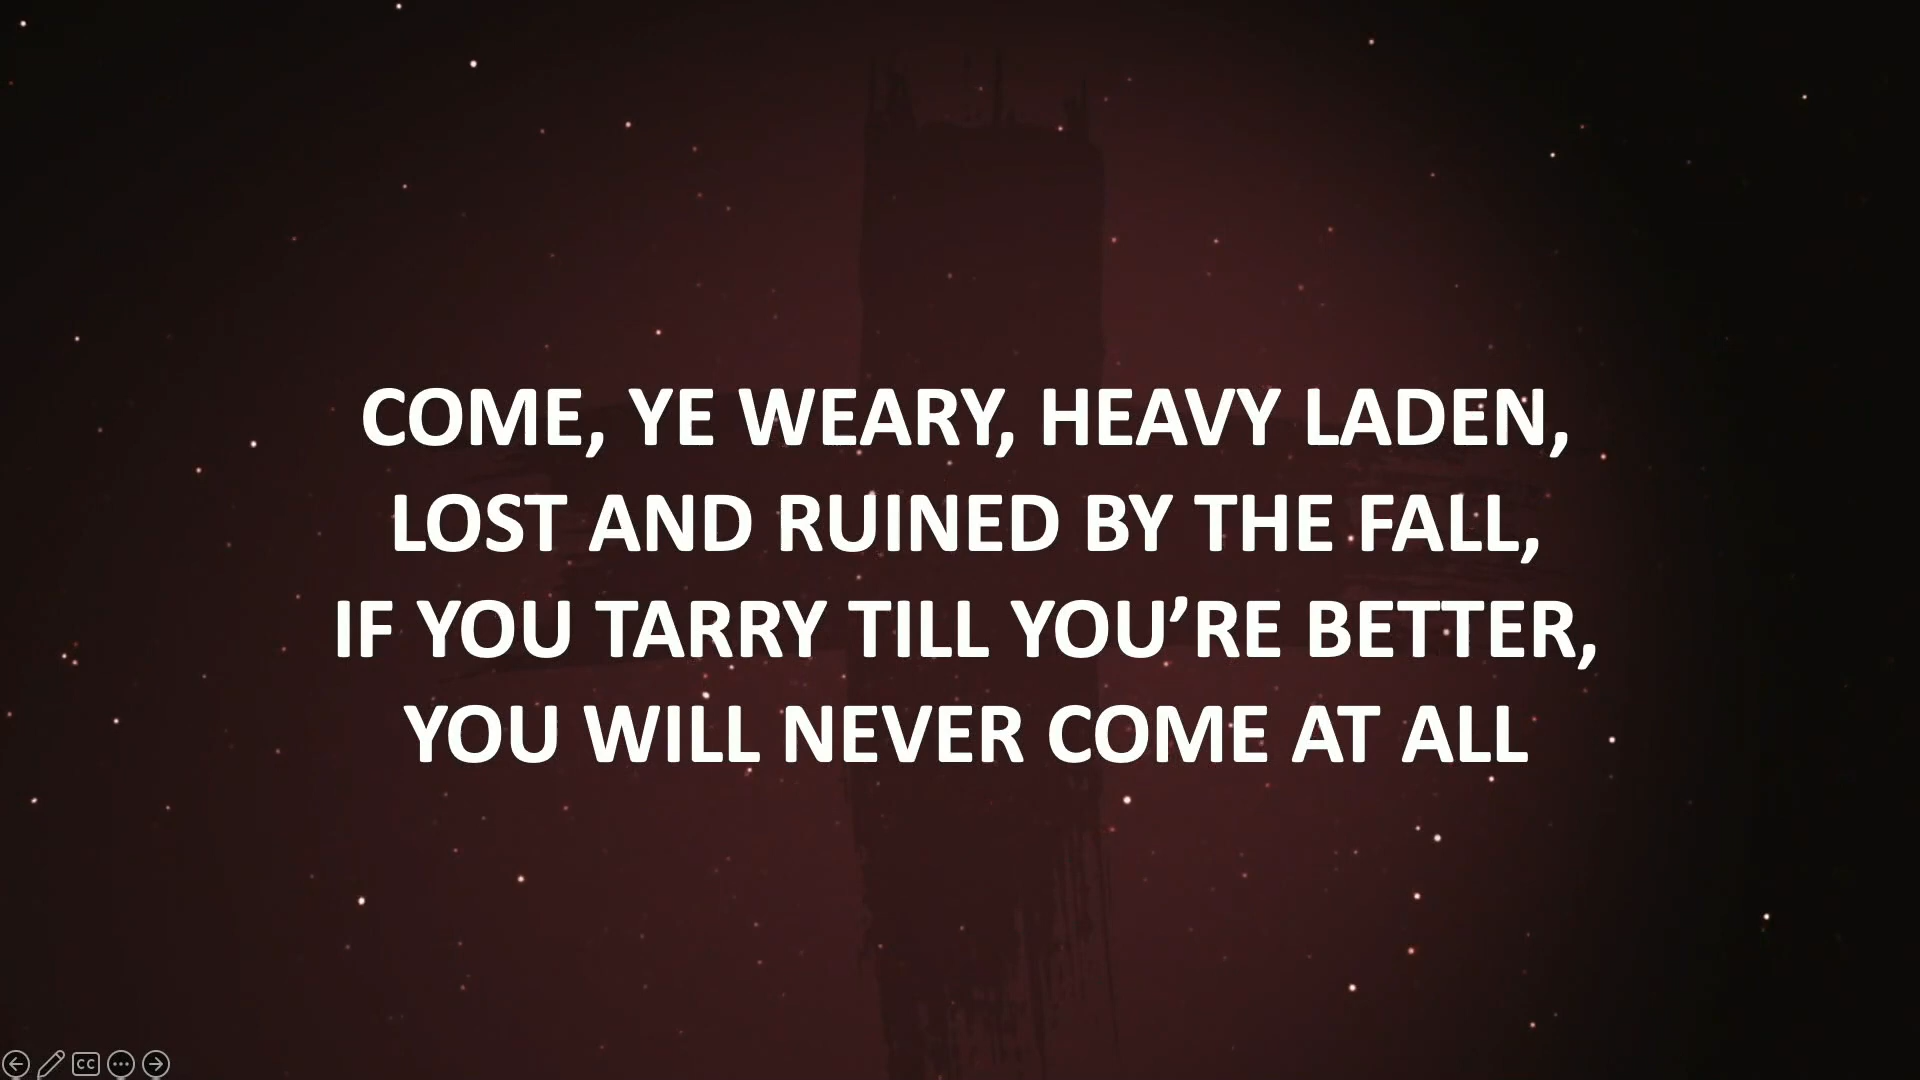 COME, YE WEARY, HEAVY LADEN,
LOST AND RUINED BY THE FALL,
IF YOU TARRY TILL YOU’RE BETTER,
YOU WILL NEVER COME AT ALL
CC